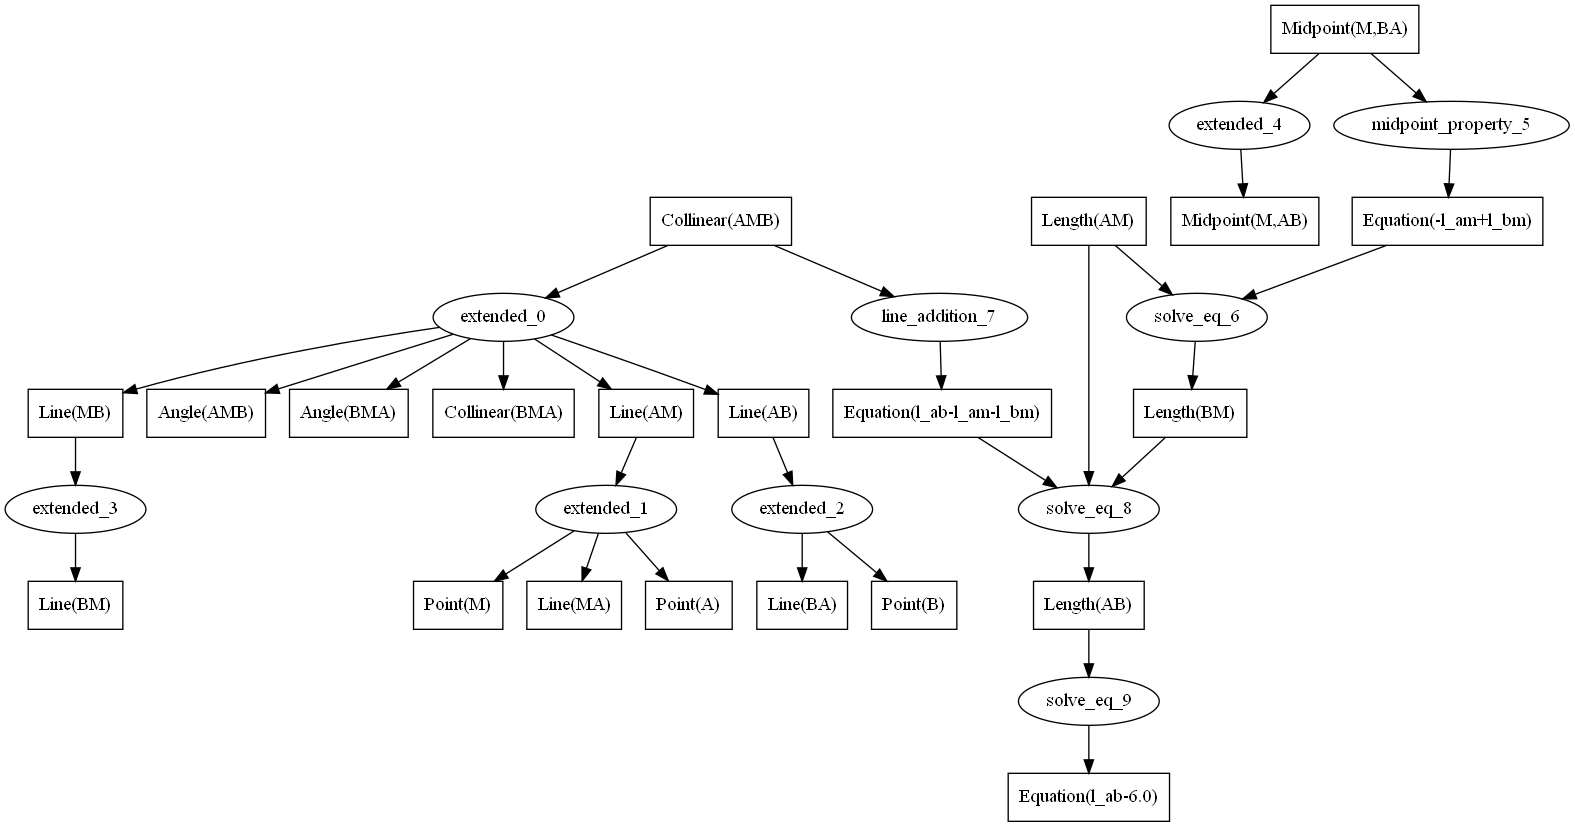 Midpoint(M,BA)
extended_4
midpoint_property_5
Collinear(AMB)
Length(AM)
Midpoint(M,AB)
Equation(-l_am+l_bm)
extended_0
line_addition_7
solve_eq_6
Line(MB)
Angle(AMB)
Angle(BMA)
Collinear(BMA)
Line(AM)
Line(AB)
Equation(l_ab-l_am-l_bm)
Length(BM)
extended_3
extended_1
extended_2
solve_eq_8
Line(BM)
Point(M)
Line(MA)
Point(A)
Line(BA)
Point(B)
Length(AB)
solve_eq_9
Equation(l_ab-6.0)